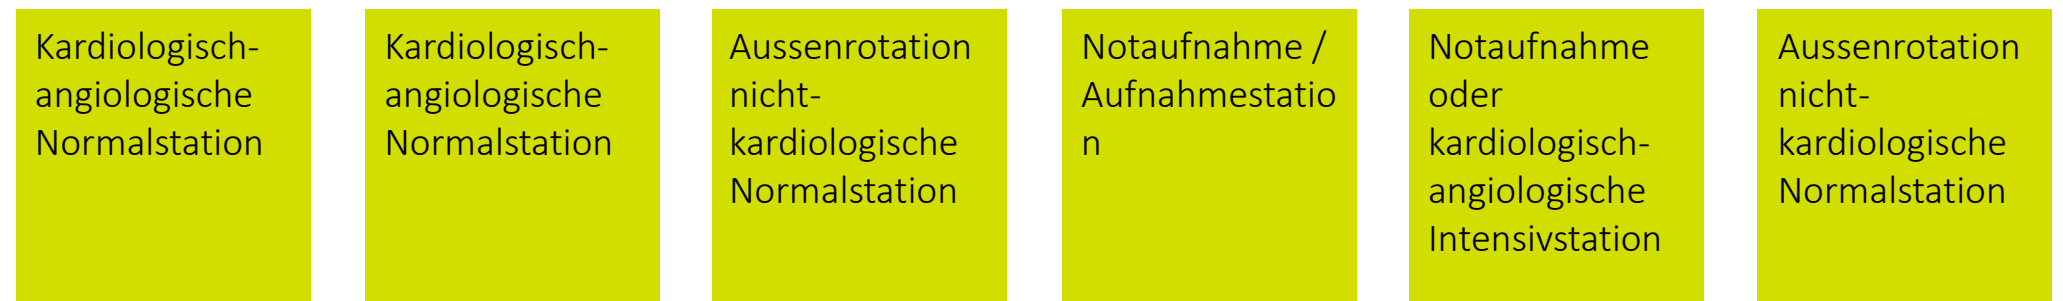 Kardiologisch-
angiologische
Normalstation
Kardiologisch-
angiologische
Normalstation
Aussenrotation
nicht-
kardiologische
Normalstation
Notaufnahme /
Aufnahmestatio
n
Notaufnahme
oder
kardiologisch-
angiologische
Intensivstation
Aussenrotation
nicht-
kardiologische
Normalstation